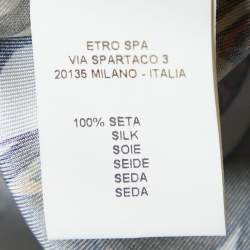 ETRO SPA
VIA SPARTACO 3
20135 MILANO - ITALIA
100% SETA
SILK
SOIE
SEIDE
SEDA
SEDA